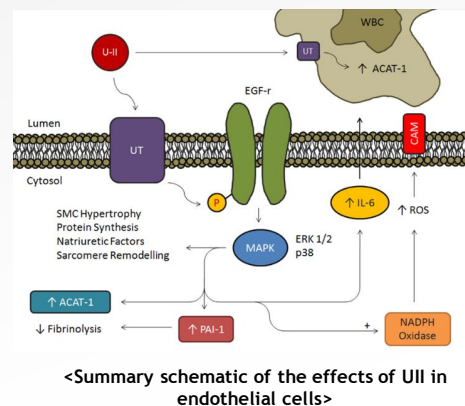 WBC
U-II
UT
↑ ACAT-1
EGF-r
Lumen
UT
CAM
Cytosol
P
↑ IL-6
↑ ROS
SMC Hypertrophy
Protein Synthesis
Natriuretic Factors
Sarcomere Remodelling
MAPK
ERK 1/2
p38
↑ ACAT-1
↓ Fibrinolysis
↑ PAI-1
+
NADPH
Oxidase
<Summary schematic of the effects of UII in
endothelial cells>